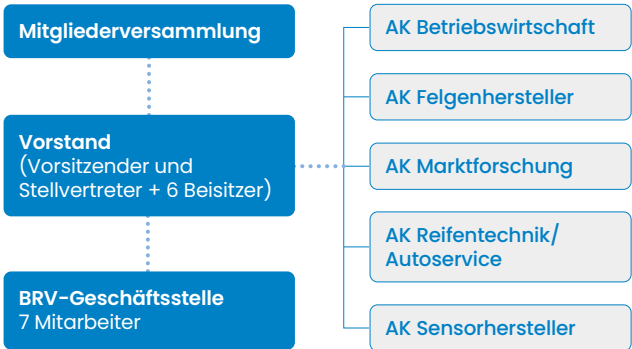 Mitgliederversammlung
Vorstand
(Vorsitzender und
Stellvertreter + 6 Beisitzer)
BRV-Geschäftsstelle
7 Mitarbeiter
AK Betriebswirtschaft
AK Felgenhersteller
AK Marktforschung
AK Reifentechnik/
Autoservice
AK Sensorhersteller